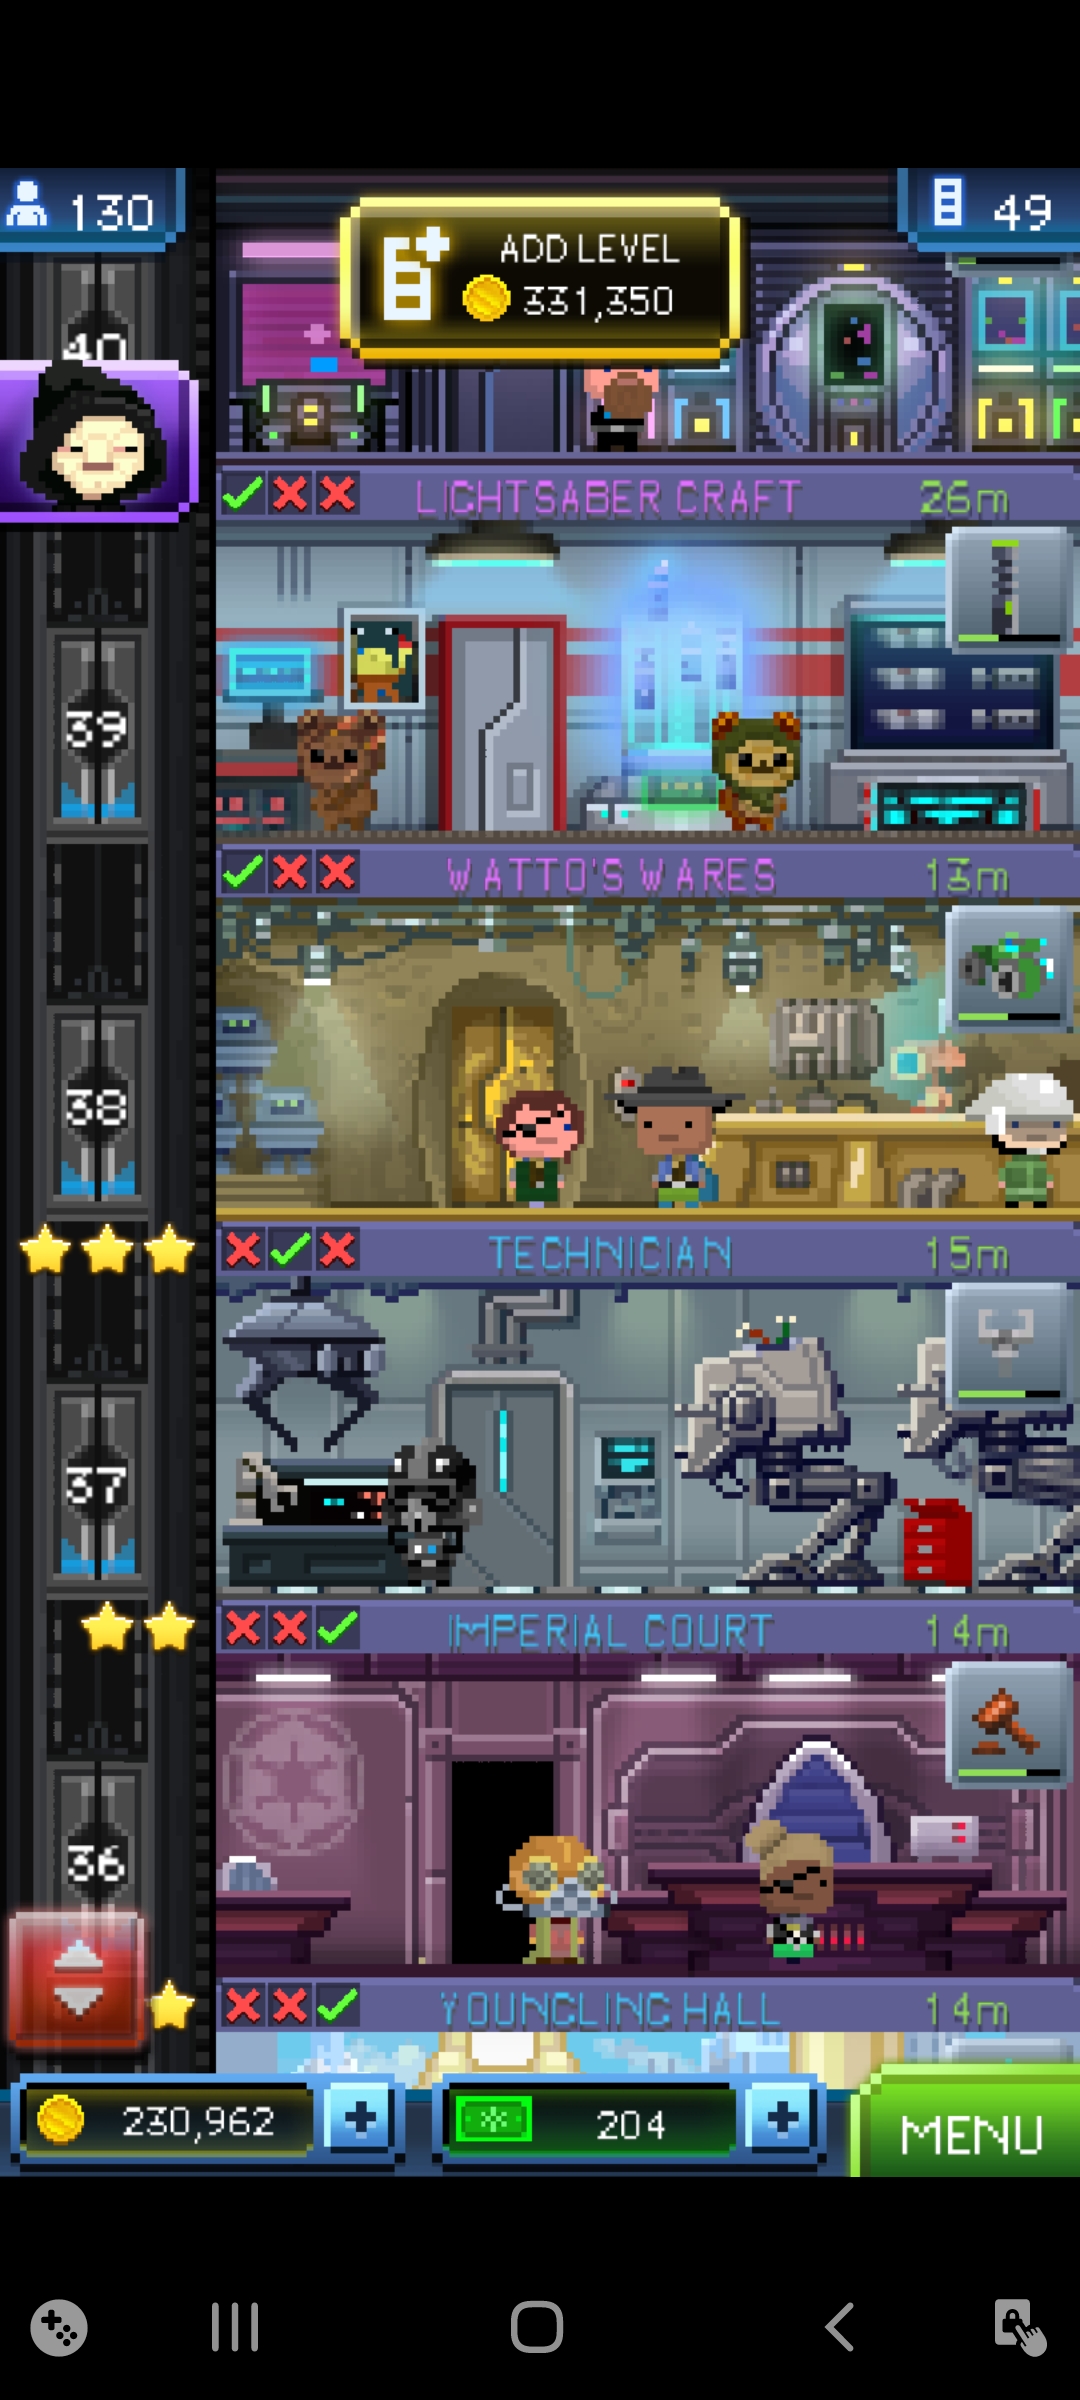 130
49
ADD LEVEL
331,350
40
LIGHTSABER CRAFT 26m
39
WATTO'S WARES 13m
38
TECHNICIAN 15m
37
IMPERIAL COURT 14m
36
YOUNGLING HALL 14m
230,962
204
MENU